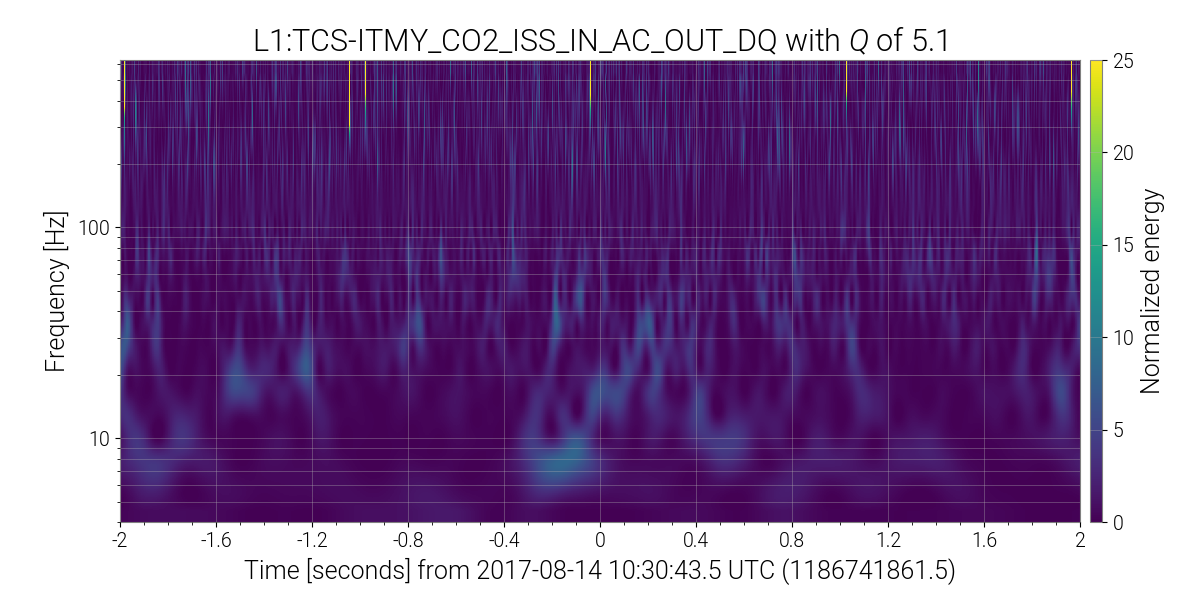 L1:TCS-ITMY_CO2_ISS_IN_AC_OUT_DQ with Q of 5.1
Frequency [Hz]
100
10
-2 -1.6 -1.2 -0.8 -0.4 0 0.4 0.8 1.2 1.6 2
Time [seconds] from 2017-08-14 10:30:43.5 UTC (1186741861.5)
25
20
15
10
5
0
Normalized energy